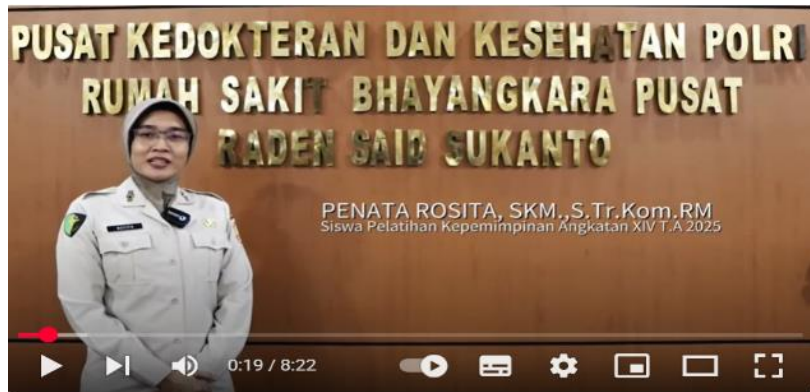 PUSAT KEDOKTERAN DAN KESEHATAN POLRI
RUMAH SAKIT BHAYANGKARA PUSAT
RADEN SAID SUKANTO
PENATA ROSITA, SKM.,S.Tr.Kom.RM
Siswa Pelatihan Kepemimpinan Angkatan XIV T.A 2025
ROSITA
0:19 / 8:22